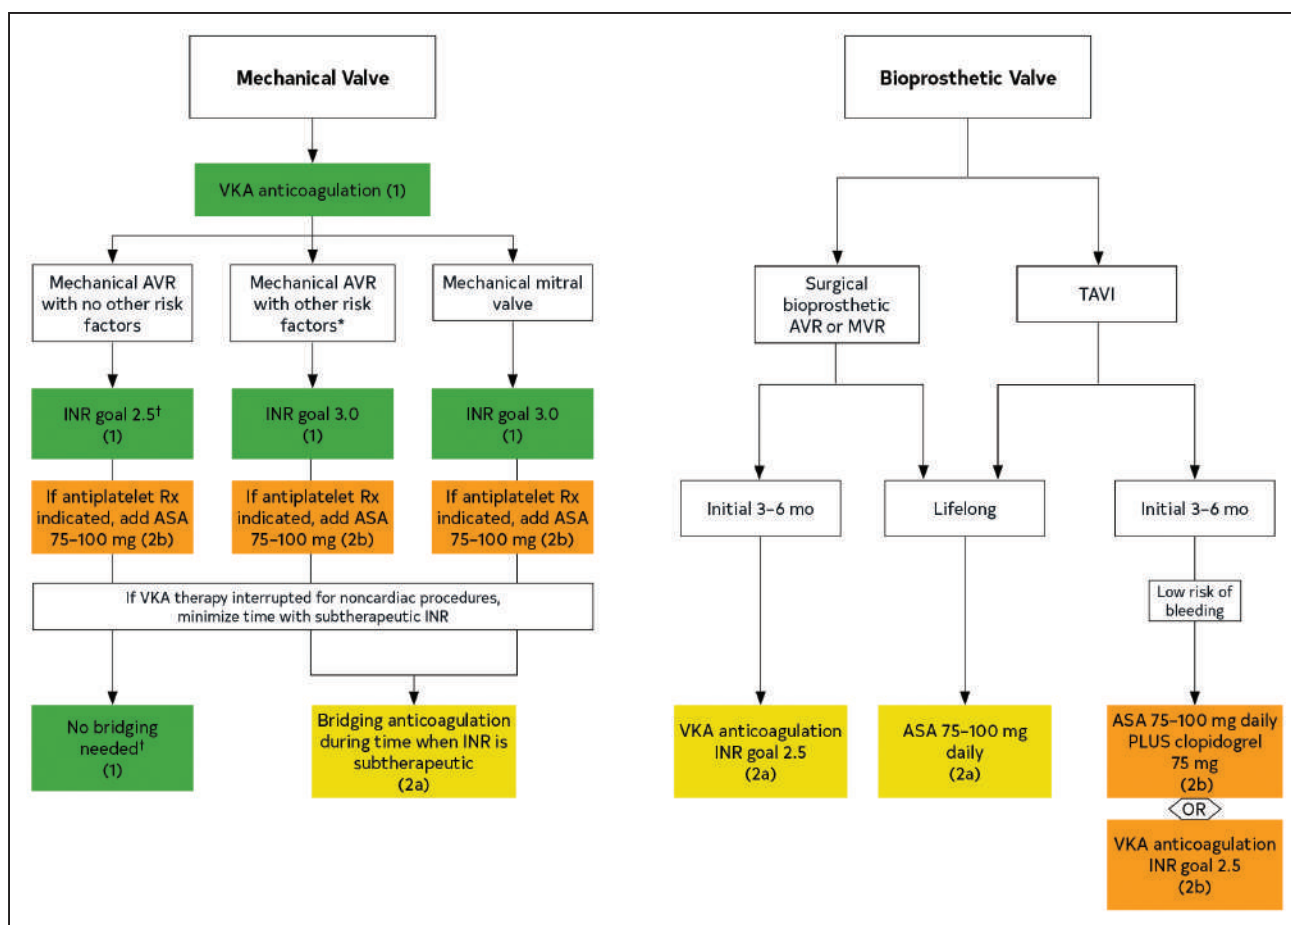 Mechanical Valve
VKA anticoagulation (1)
Mechanical AVR
with no other risk
factors
Mechanical AVR
with other risk
factors*
Mechanical mitral
valve
INR goal 2.5†
(1)
INR goal 3.0
(1)
INR goal 3.0
(1)
If antiplatelet Rx
indicated, add ASA
75–100 mg (2b)
If antiplatelet Rx
indicated, add ASA
75–100 mg (2b)
If antiplatelet Rx
indicated, add ASA
75–100 mg (2b)
If VKA therapy interrupted for noncardiac procedures,
minimize time with subtherapeutic INR
No bridging
needed†
(1)
Bridging anticoagulation
during time when INR is
subtherapeutic
(2a)
Bioprosthetic Valve
Surgical
bioprosthetic
AVR or MVR
TAVI
Initial 3–6 mo
Lifelong
Initial 3–6 mo
Low risk of
bleeding
VKA anticoagulation
INR goal 2.5
(2a)
ASA 75–100 mg
daily
(2a)
ASA 75–100 mg daily
PLUS clopidogrel
75 mg
(2b)
OR
VKA anticoagulation
INR goal 2.5
(2b)